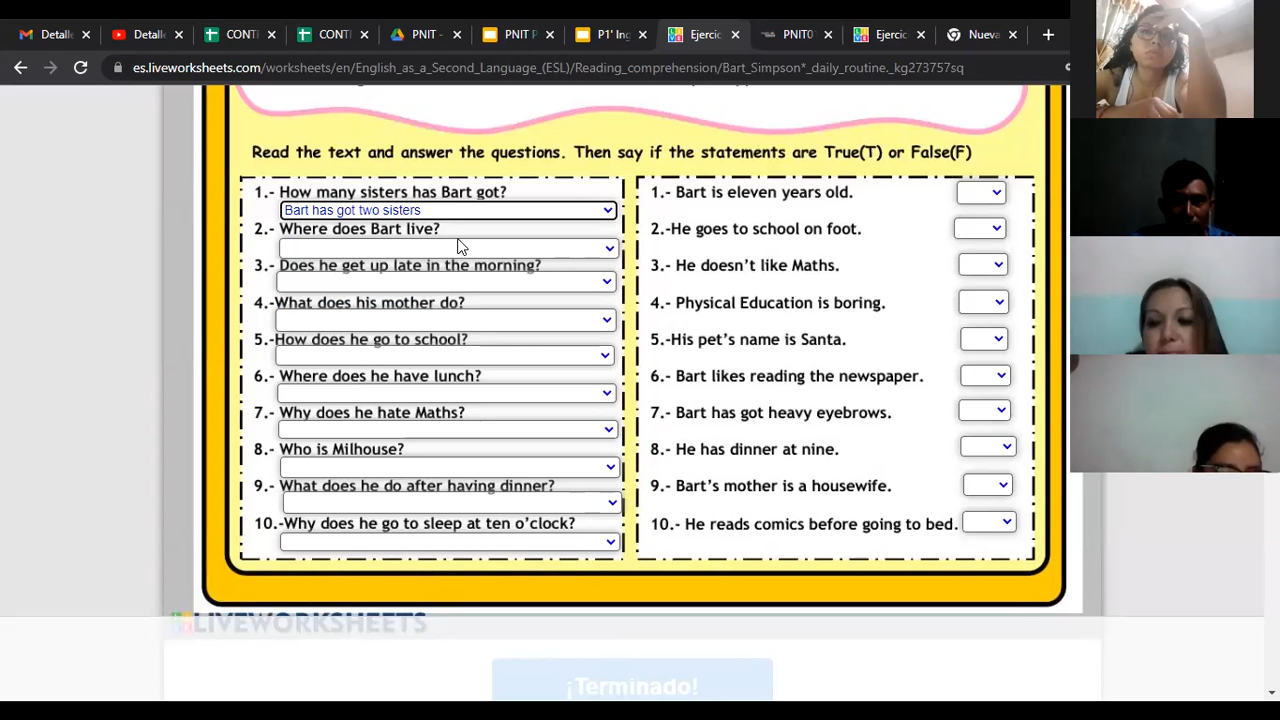 Detalle
Detalle
CONTI
CONTI
PNIT -
PNIT P
P1' Ing
Ejercic
PNIT0
Ejercic
Nueva
es.liveworksheets.com/worksheets/en/English_as_a_Second_Language_(ESL)/Reading_comprehension/Bart_Simpson*_daily_routine._kg273757sq
Read the text and answer the questions. Then say if the statements are True(T) or False(F)
1.- How many sisters has Bart got?
Bart has got two sisters
2.- Where does Bart live?
3.- Does he get up late in the morning?
4.-What does his mother do?
5.-How does he go to school?
6.- Where does he have lunch?
7.- Why does he hate Maths?
8.- Who is Milhouse?
9.- What does he do after having dinner?
10.-Why does he go to sleep at ten o'clock?
1.- Bart is eleven years old.
2.-He goes to school on foot.
3.- He doesn't like Maths.
4.- Physical Education is boring.
5.-His pet's name is Santa.
6.- Bart likes reading the newspaper.
7.- Bart has got heavy eyebrows.
8.- He has dinner at nine.
9.- Bart's mother is a housewife.
10.- He reads comics before going to bed.
LIVEWORKSHEETS
¡Terminado!